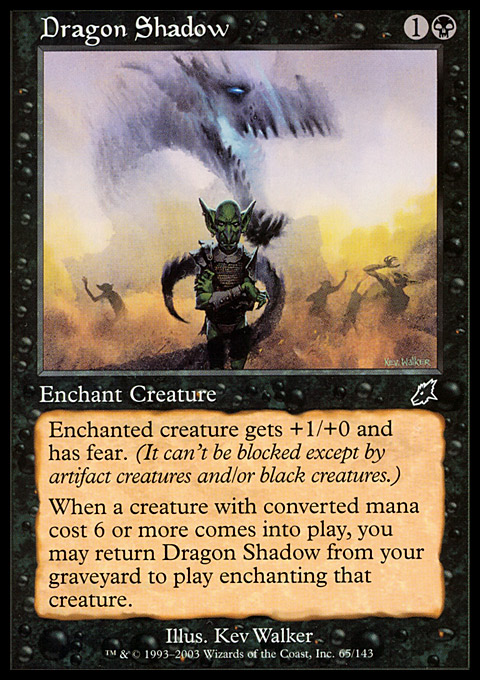 Dragon Shadow 1
Kev Walker
Enchant Creature
Enchanted creature gets +1/+0 and
has fear. (It can't be blocked except by
artifact creatures and/or black creatures.)
When a creature with converted mana
cost 6 or more comes into play, you
may return Dragon Shadow from your
graveyard to play enchanting that
creature.
Illus. Kev Walker
™ & © 1993–2003 Wizards of the Coast, Inc. 65/143